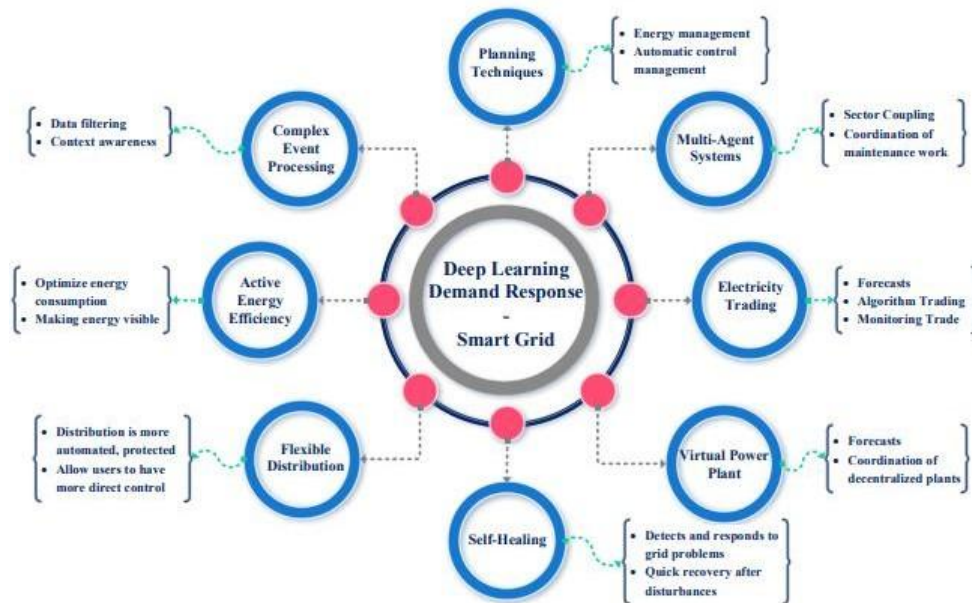 Planning
Techniques
Energy management
Automatic control
management
Data filtering
Context awareness
Complex
Event
Processing
Multi-Agent
Systems
Sector Coupling
Coordination of
maintenance work
Optimize energy
consumption
Making energy visible
Active
Energy
Efficiency
Deep Learning
Demand Response
-
Smart Grid
Electricity
Trading
Forecasts
Algorithm Trading
Monitoring Trade
Distribution is more
automated, protected
Allow users to have
more direct control
Flexible
Distribution
Virtual Power
Plant
Forecasts
Coordination of
decentralized plants
Self-Healing
Detects and responds to
grid problems
Quick recovery after
disturbances